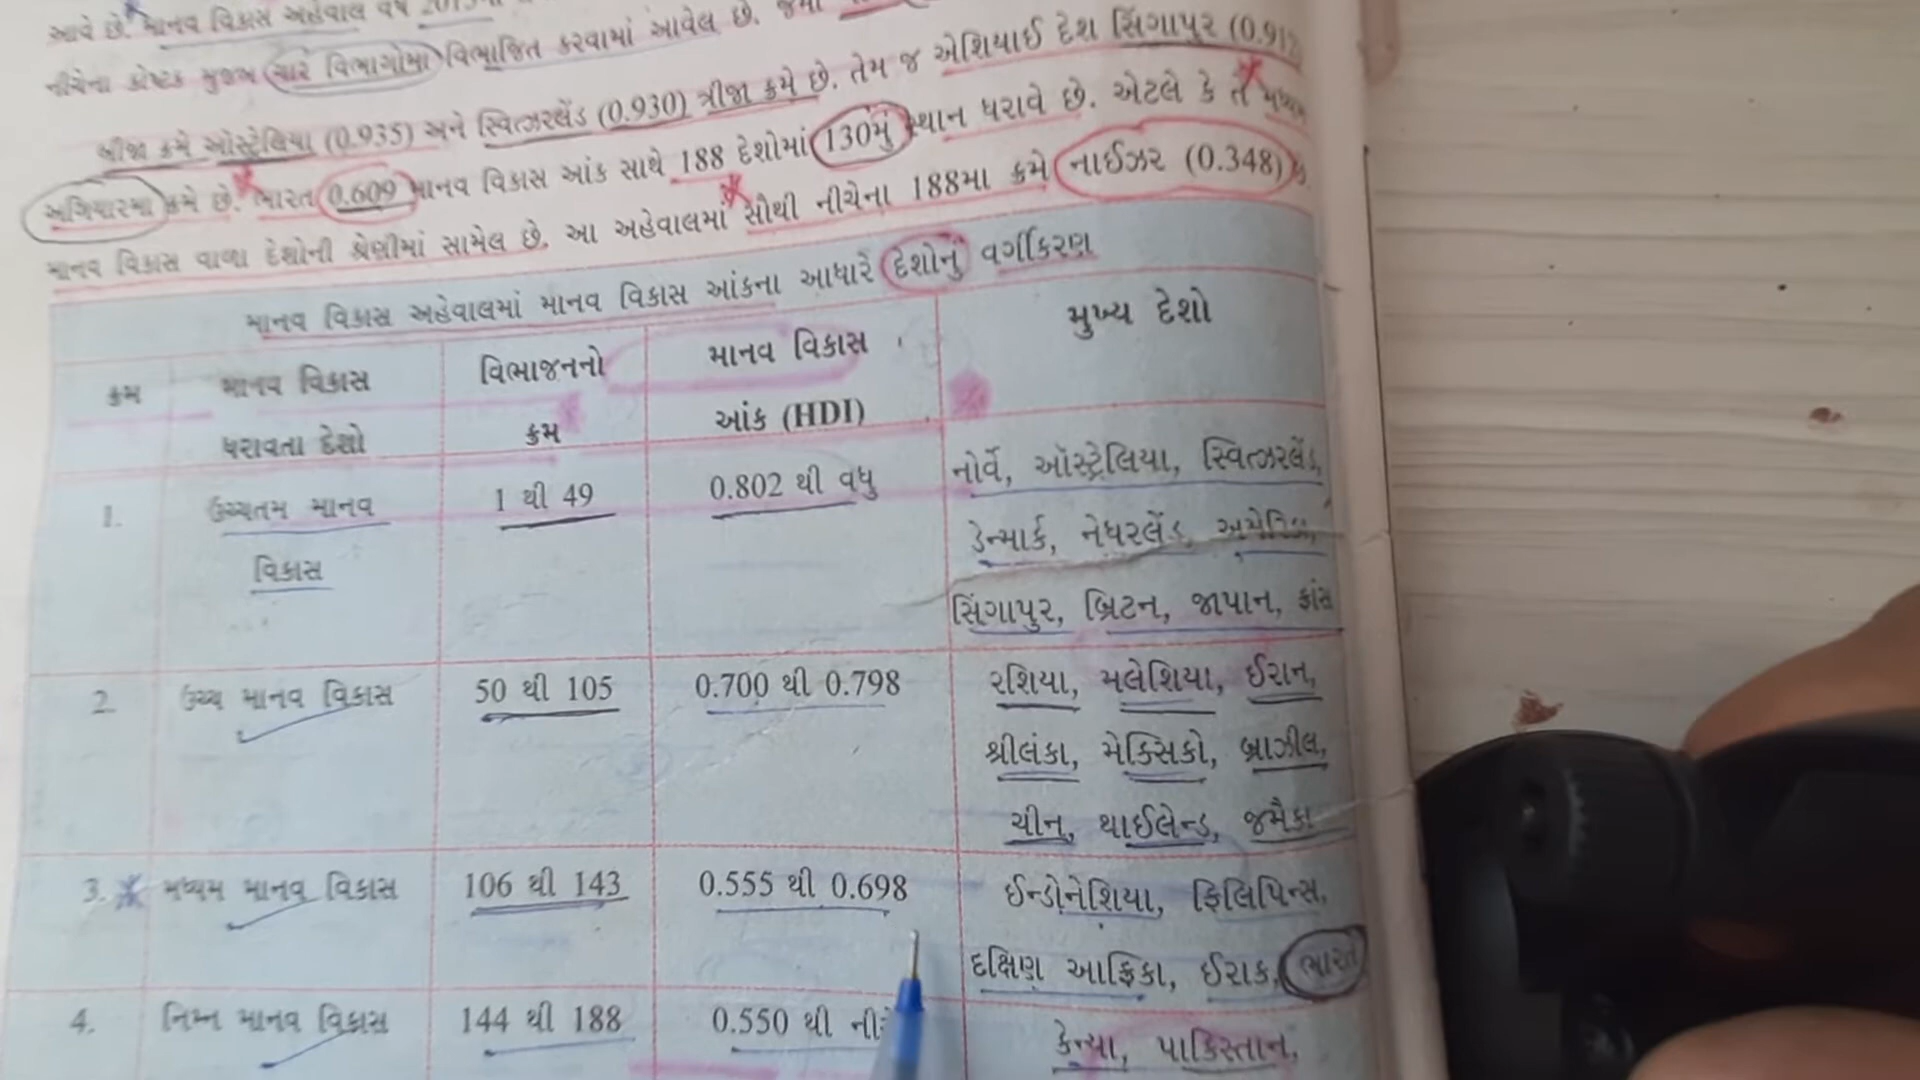 આવે છે. માનવ વિકાસ અહેવાલ વર્ષ
નીચેના કોષ્ટક મુજબ ચાર વિભાગોમાં વિભાજિત કરવામાં આવેલ છે. જેમાં
બીજા ક્રમે ઑસ્ટ્રેલિયા (0.935) અને સ્વિત્ઝરલેંડ (0.930) ત્રીજા ક્રમે છે. તેમ જ એશિયાઈ દેશ સિંગાપુર (0.912
અગિયારમા ક્રમે છે. ભારત 0.609 માનવ વિકાસ આંક સાથે 188 દેશોમાં 130મું સ્થાન ધરાવે છે. એટલે કે તે મધ્યમ
માનવ વિકાસ વાળા દેશોની શ્રેણીમાં સામેલ છે. આ અહેવાલમાં સૌથી નીચેના 188મા ક્રમે નાઈઝર (0.348) છે.
માનવ વિકાસ અહેવાલમાં માનવ વિકાસ આંકના આધારે દેશોનું વર્ગીકરણ
ક્રમ માનવ વિકાસ વિભાજનનો માનવ વિકાસ મુખ્ય દેશો
ધરાવતા દેશો ક્રમ આંક (HDI)
1. ઉચ્ચતમ માનવ 1 થી 49 0.802 થી વધુ નોર્વે, ઑસ્ટ્રેલિયા, સ્વિત્ઝરલેંડ,
વિકાસ ડેન્માર્ક, નેધરલેંડ, અમેરિકા,
સિંગાપુર, બ્રિટન, જાપાન, ફ્રાંસ
2. ઉચ્ચ માનવ વિકાસ 50 થી 105 0.700 થી 0.798 રશિયા, મલેશિયા, ઈરાન,
શ્રીલંકા, મેક્સિકો, બ્રાઝીલ,
ચીન, થાઈલેન્ડ, જમૈકા
3. મધ્યમ માનવ વિકાસ 106 થી 143 0.555 થી 0.698 ઈન્ડોનેશિયા, ફિલિપિન્સ,
દક્ષિણ આફ્રિકા, ઈરાક, ભારત
4. નિમ્ન માનવ વિકાસ 144 થી 188 0.550 થી કેન્યા, પાકિસ્તાન,